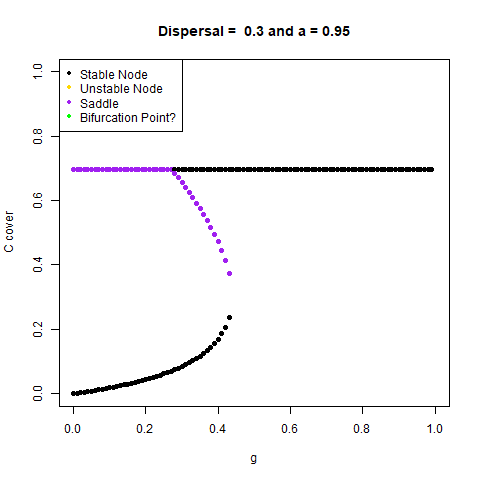 Dispersal =  0.3 and a = 0.95
Stable Node
Unstable Node
Saddle
Bifurcation Point?
C cover
1.0
0.8
0.6
0.4
0.2
0.0
0.0 0.2 0.4 0.6 0.8 1.0
g